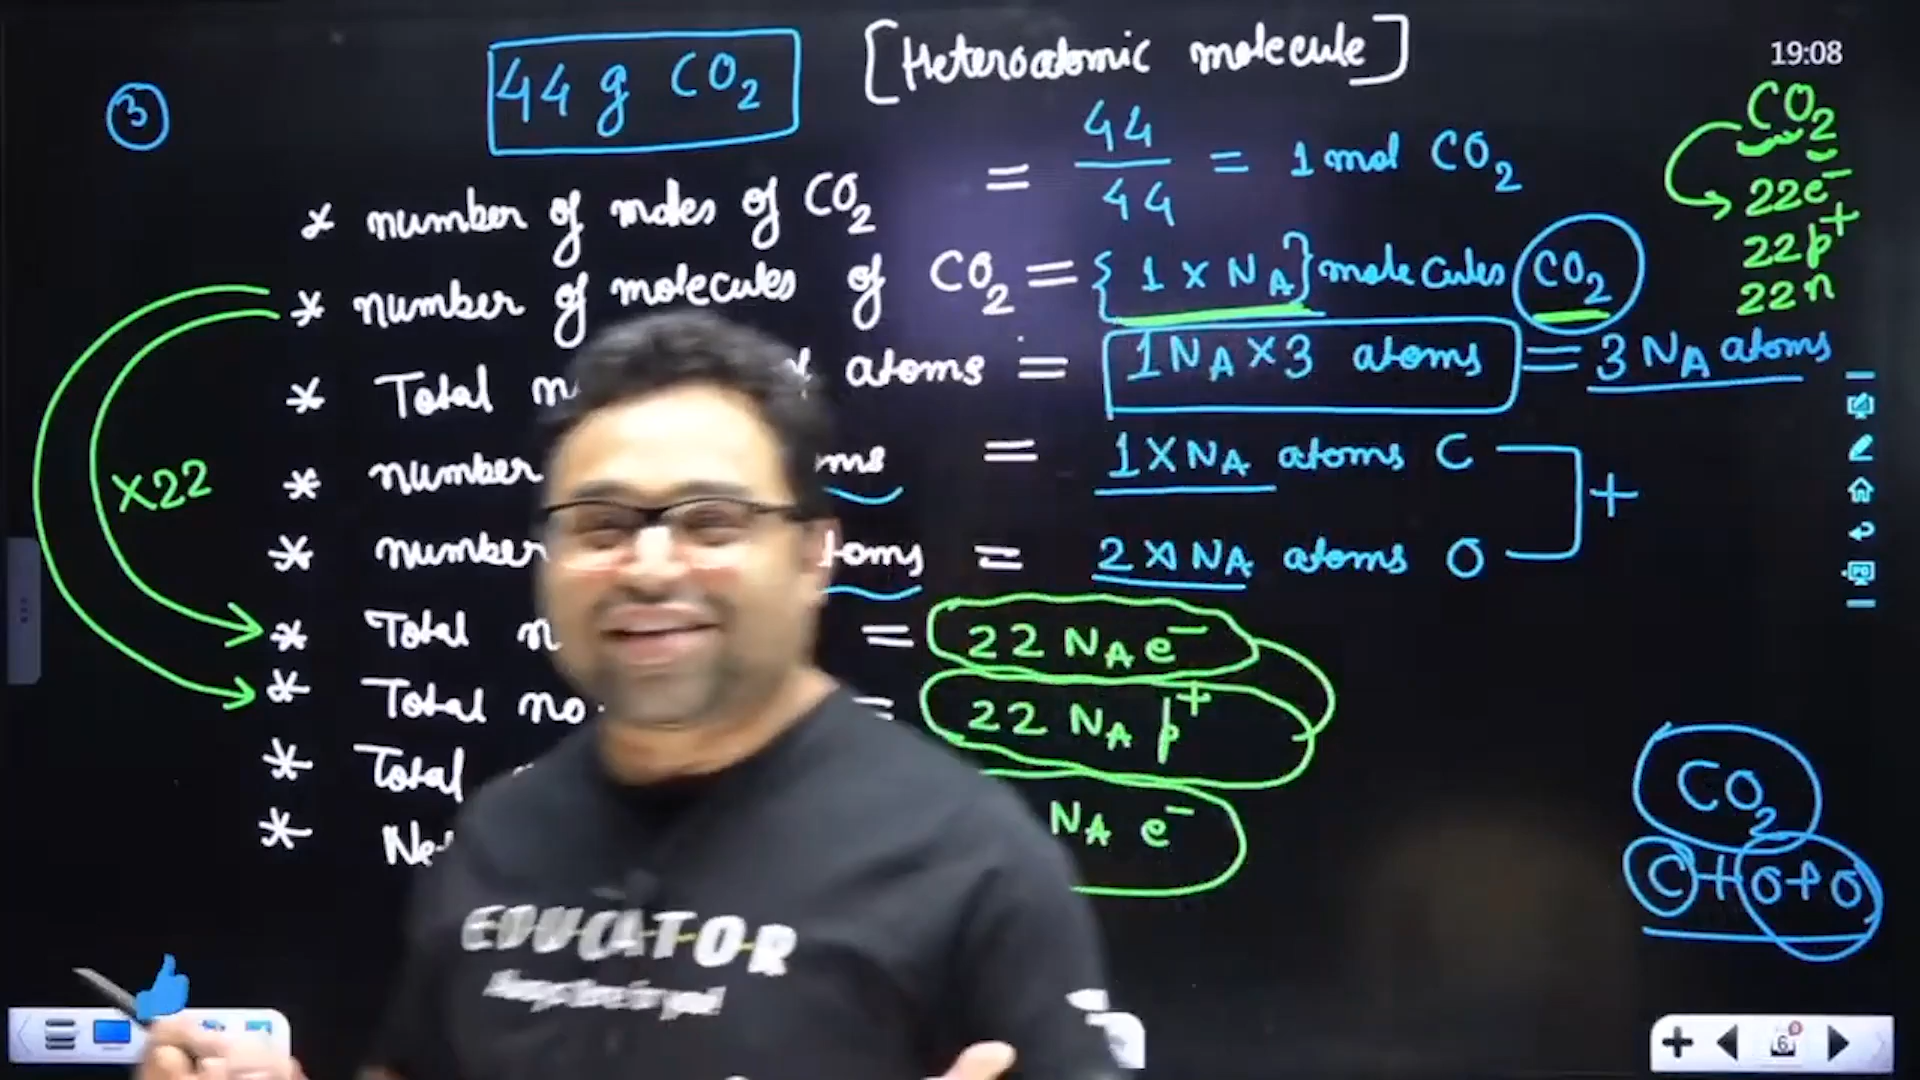 3
44 g CO2
[Heteroatomic molecule]
19:08
* number of moles of CO2 = 44/44 = 1 mol CO2
* number of molecules of CO2 = {1 × NA} molecules CO2
* Total atoms = 1NA×3 atoms = 3 NA atoms
* number = 1×NA atoms C
+
* number = 2×NA atoms O
* Total = 22 NA e⁻
* Total no = 22 NA p⁺
* Total NA e⁻
*
×22
CO2
22e⁻
22p⁺
22n
CO2
C+O+O
EDUCATOR